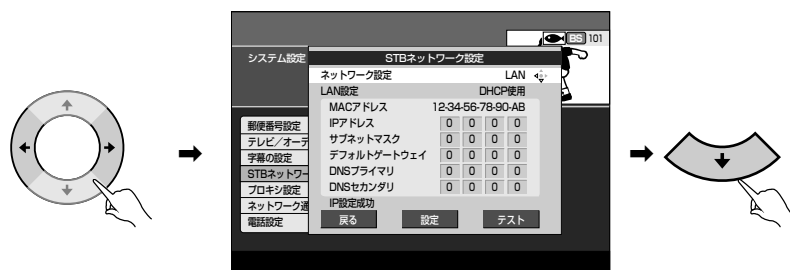 BS 101
システム設定
STBネットワーク設定
ネットワーク設定 LAN
LAN設定 DHCP使用
MACアドレス 12-34-56-78-90-AB
IPアドレス 0 0 0 0
サブネットマスク 0 0 0 0
デフォルトゲートウェイ 0 0 0 0
DNSプライマリ 0 0 0 0
DNSセカンダリ 0 0 0 0
IP設定成功
戻る 設定 テスト
郵便番号設定
テレビ／オーデ
字幕の設定
STBネットワー
プロキシ設定
ネットワーク通
電話設定